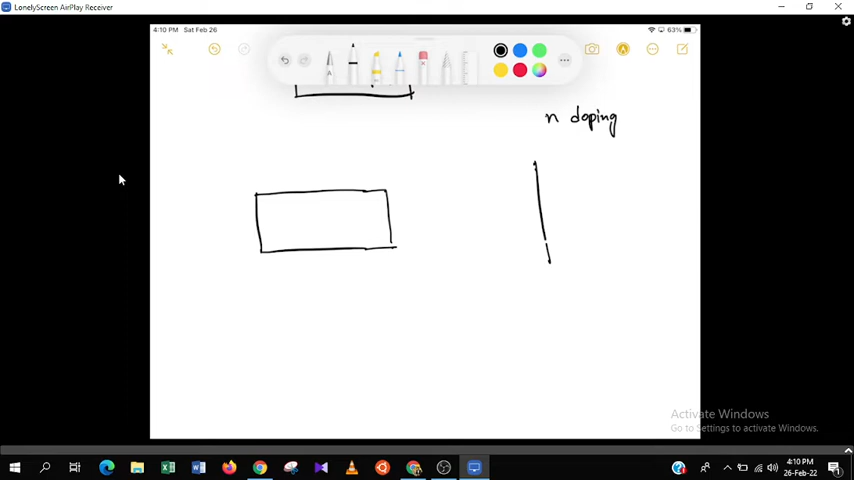 LonelyScreen AirPlay Receiver
4:10 PM Sat Feb 26
63%
A
n doping
Activate Windows
Go to Settings to activate Windows.
4:10 PM
26-Feb-22